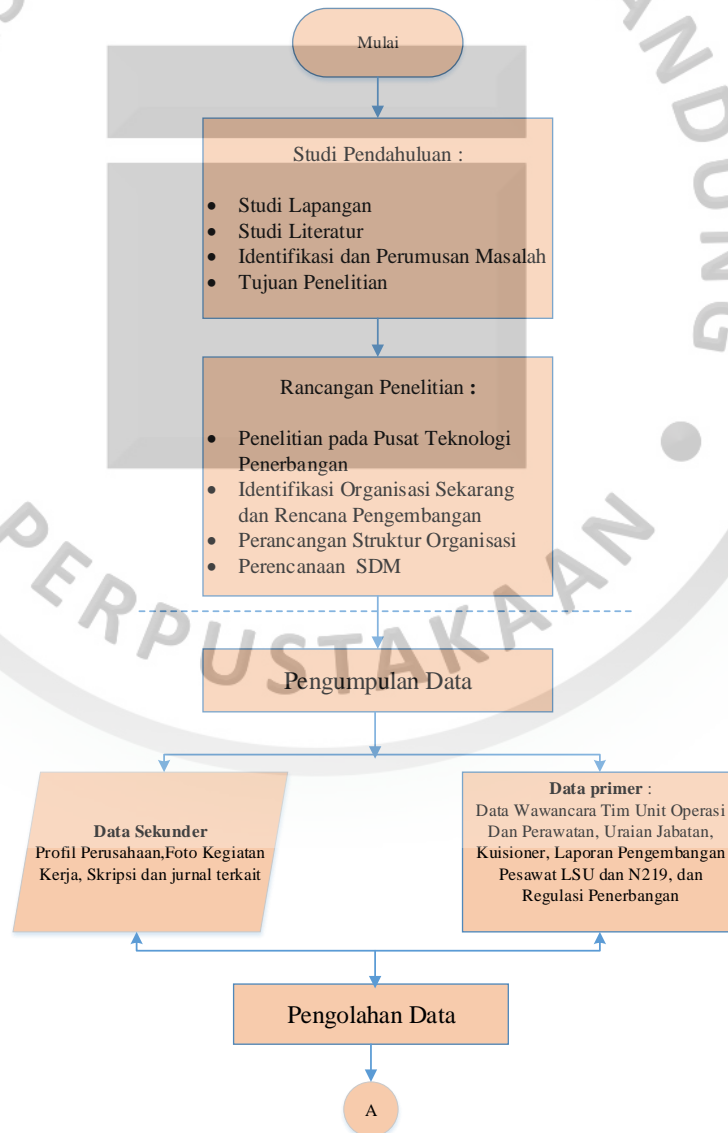 Mulai
Studi Pendahuluan :
• Studi Lapangan
• Studi Literatur
• Identifikasi dan Perumusan Masalah
• Tujuan Penelitian
Rancangan Penelitian :
• Penelitian pada Pusat Teknologi
Penerbangan
• Identifikasi Organisasi Sekarang
dan Rencana Pengembangan
• Perancangan Struktur Organisasi
• Perencanaan SDM
PERPUSTAKAAN
ANDUNG
Pengumpulan Data
Data Sekunder
Profil Perusahaan,Foto Kegiatan
Kerja, Skripsi dan jurnal terkait
Data primer :
Data Wawancara Tim Unit Operasi
Dan Perawatan, Uraian Jabatan,
Kuisioner, Laporan Pengembangan
Pesawat LSU dan N219, dan
Regulasi Penerbangan
Pengolahan Data
A